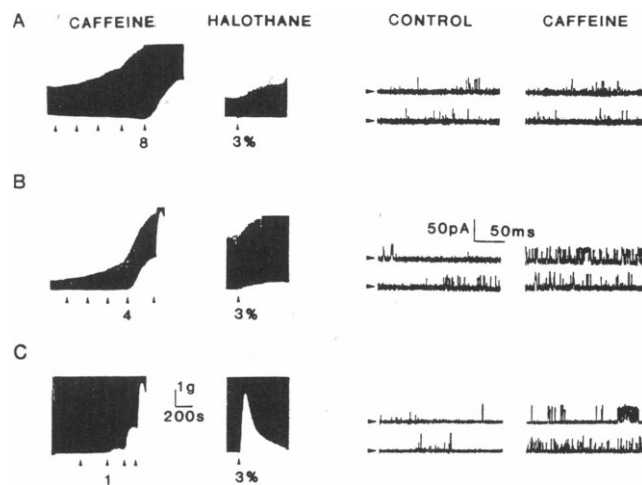 A CAFFEINE HALOTHANE CONTROL CAFFEINE
8 3%
B
50pA 50ms
4 3%
C
1g
200s
1 3%